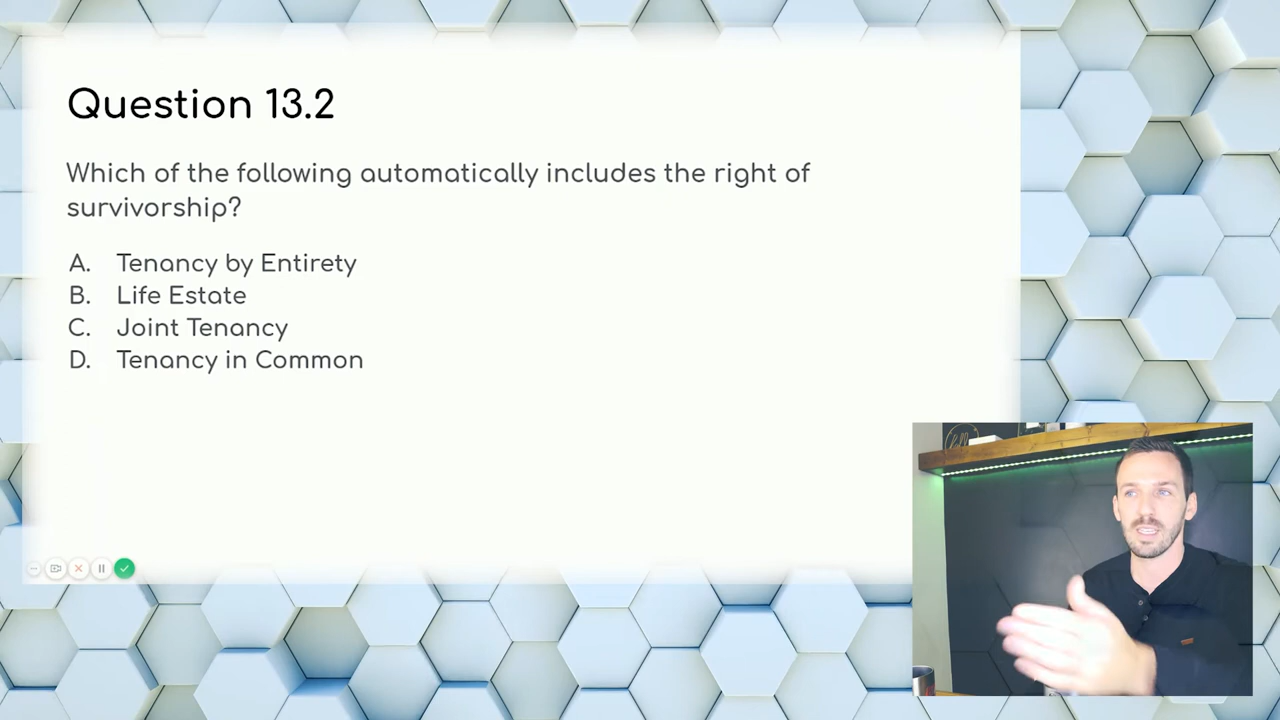 Question 13.2
Which of the following automatically includes the right of
survivorship?
A. Tenancy by Entirety
B. Life Estate
C. Joint Tenancy
D. Tenancy in Common